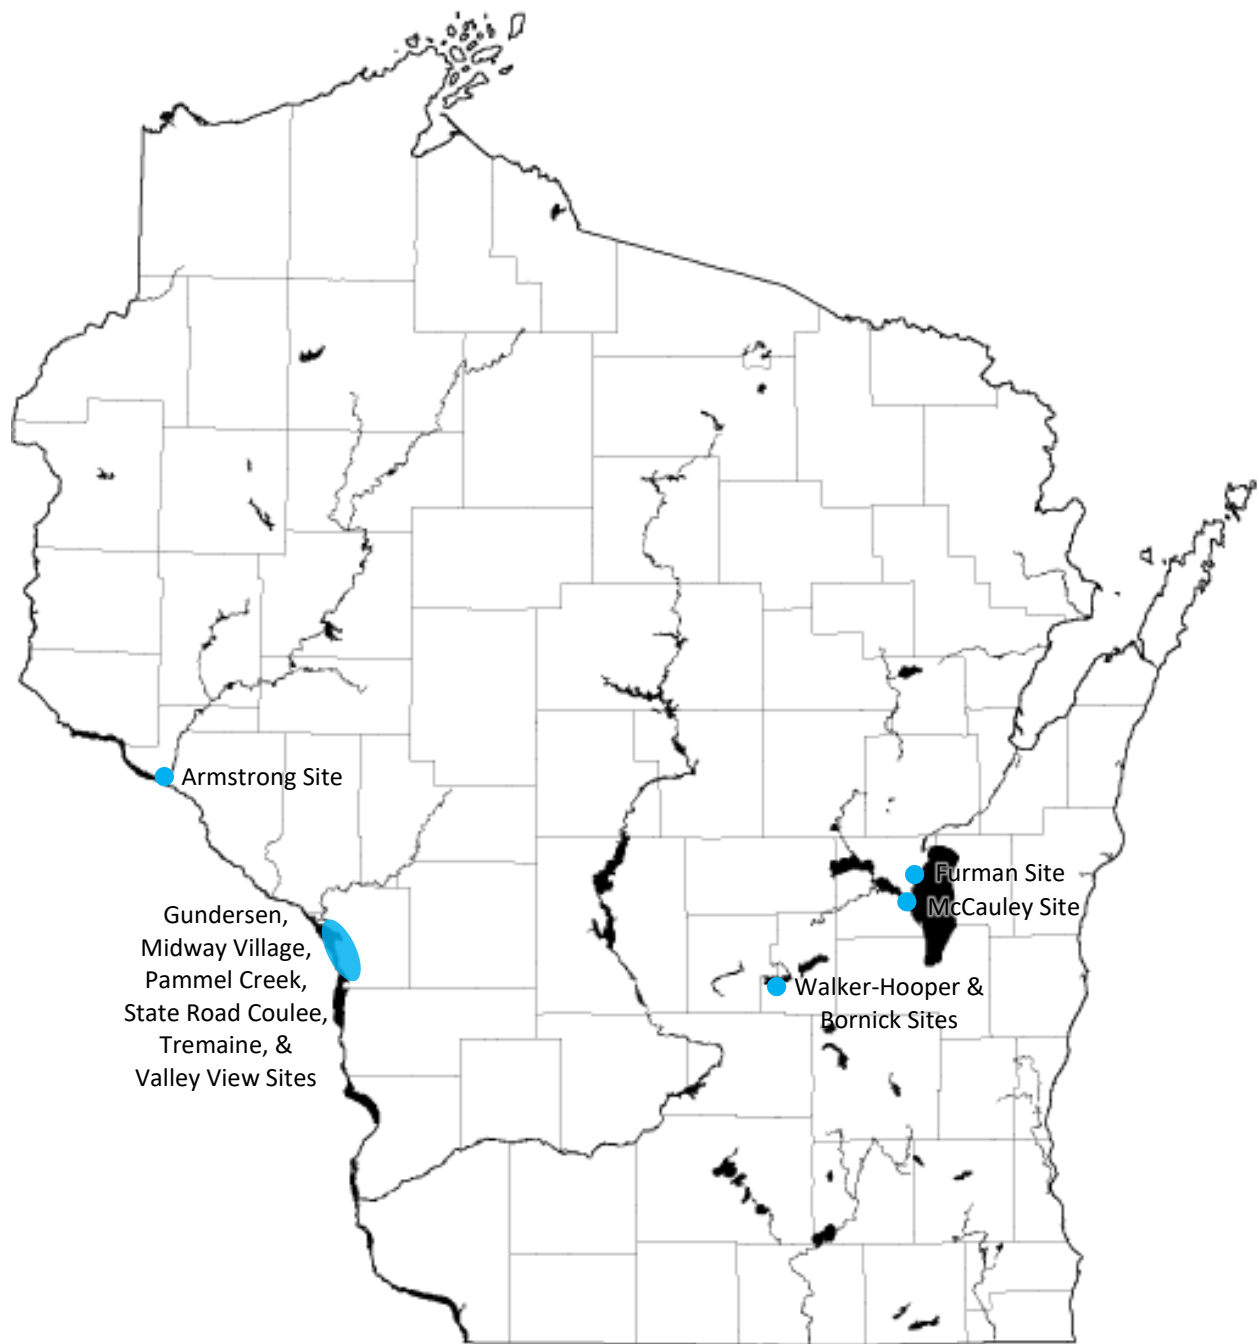 Armstrong Site
Furman Site
McCauley Site
Gundersen,
Midway Village,
Pammel Creek,
State Road Coulee,
Tremaine, &
Valley View Sites
Walker-Hooper &
Bornick Sites